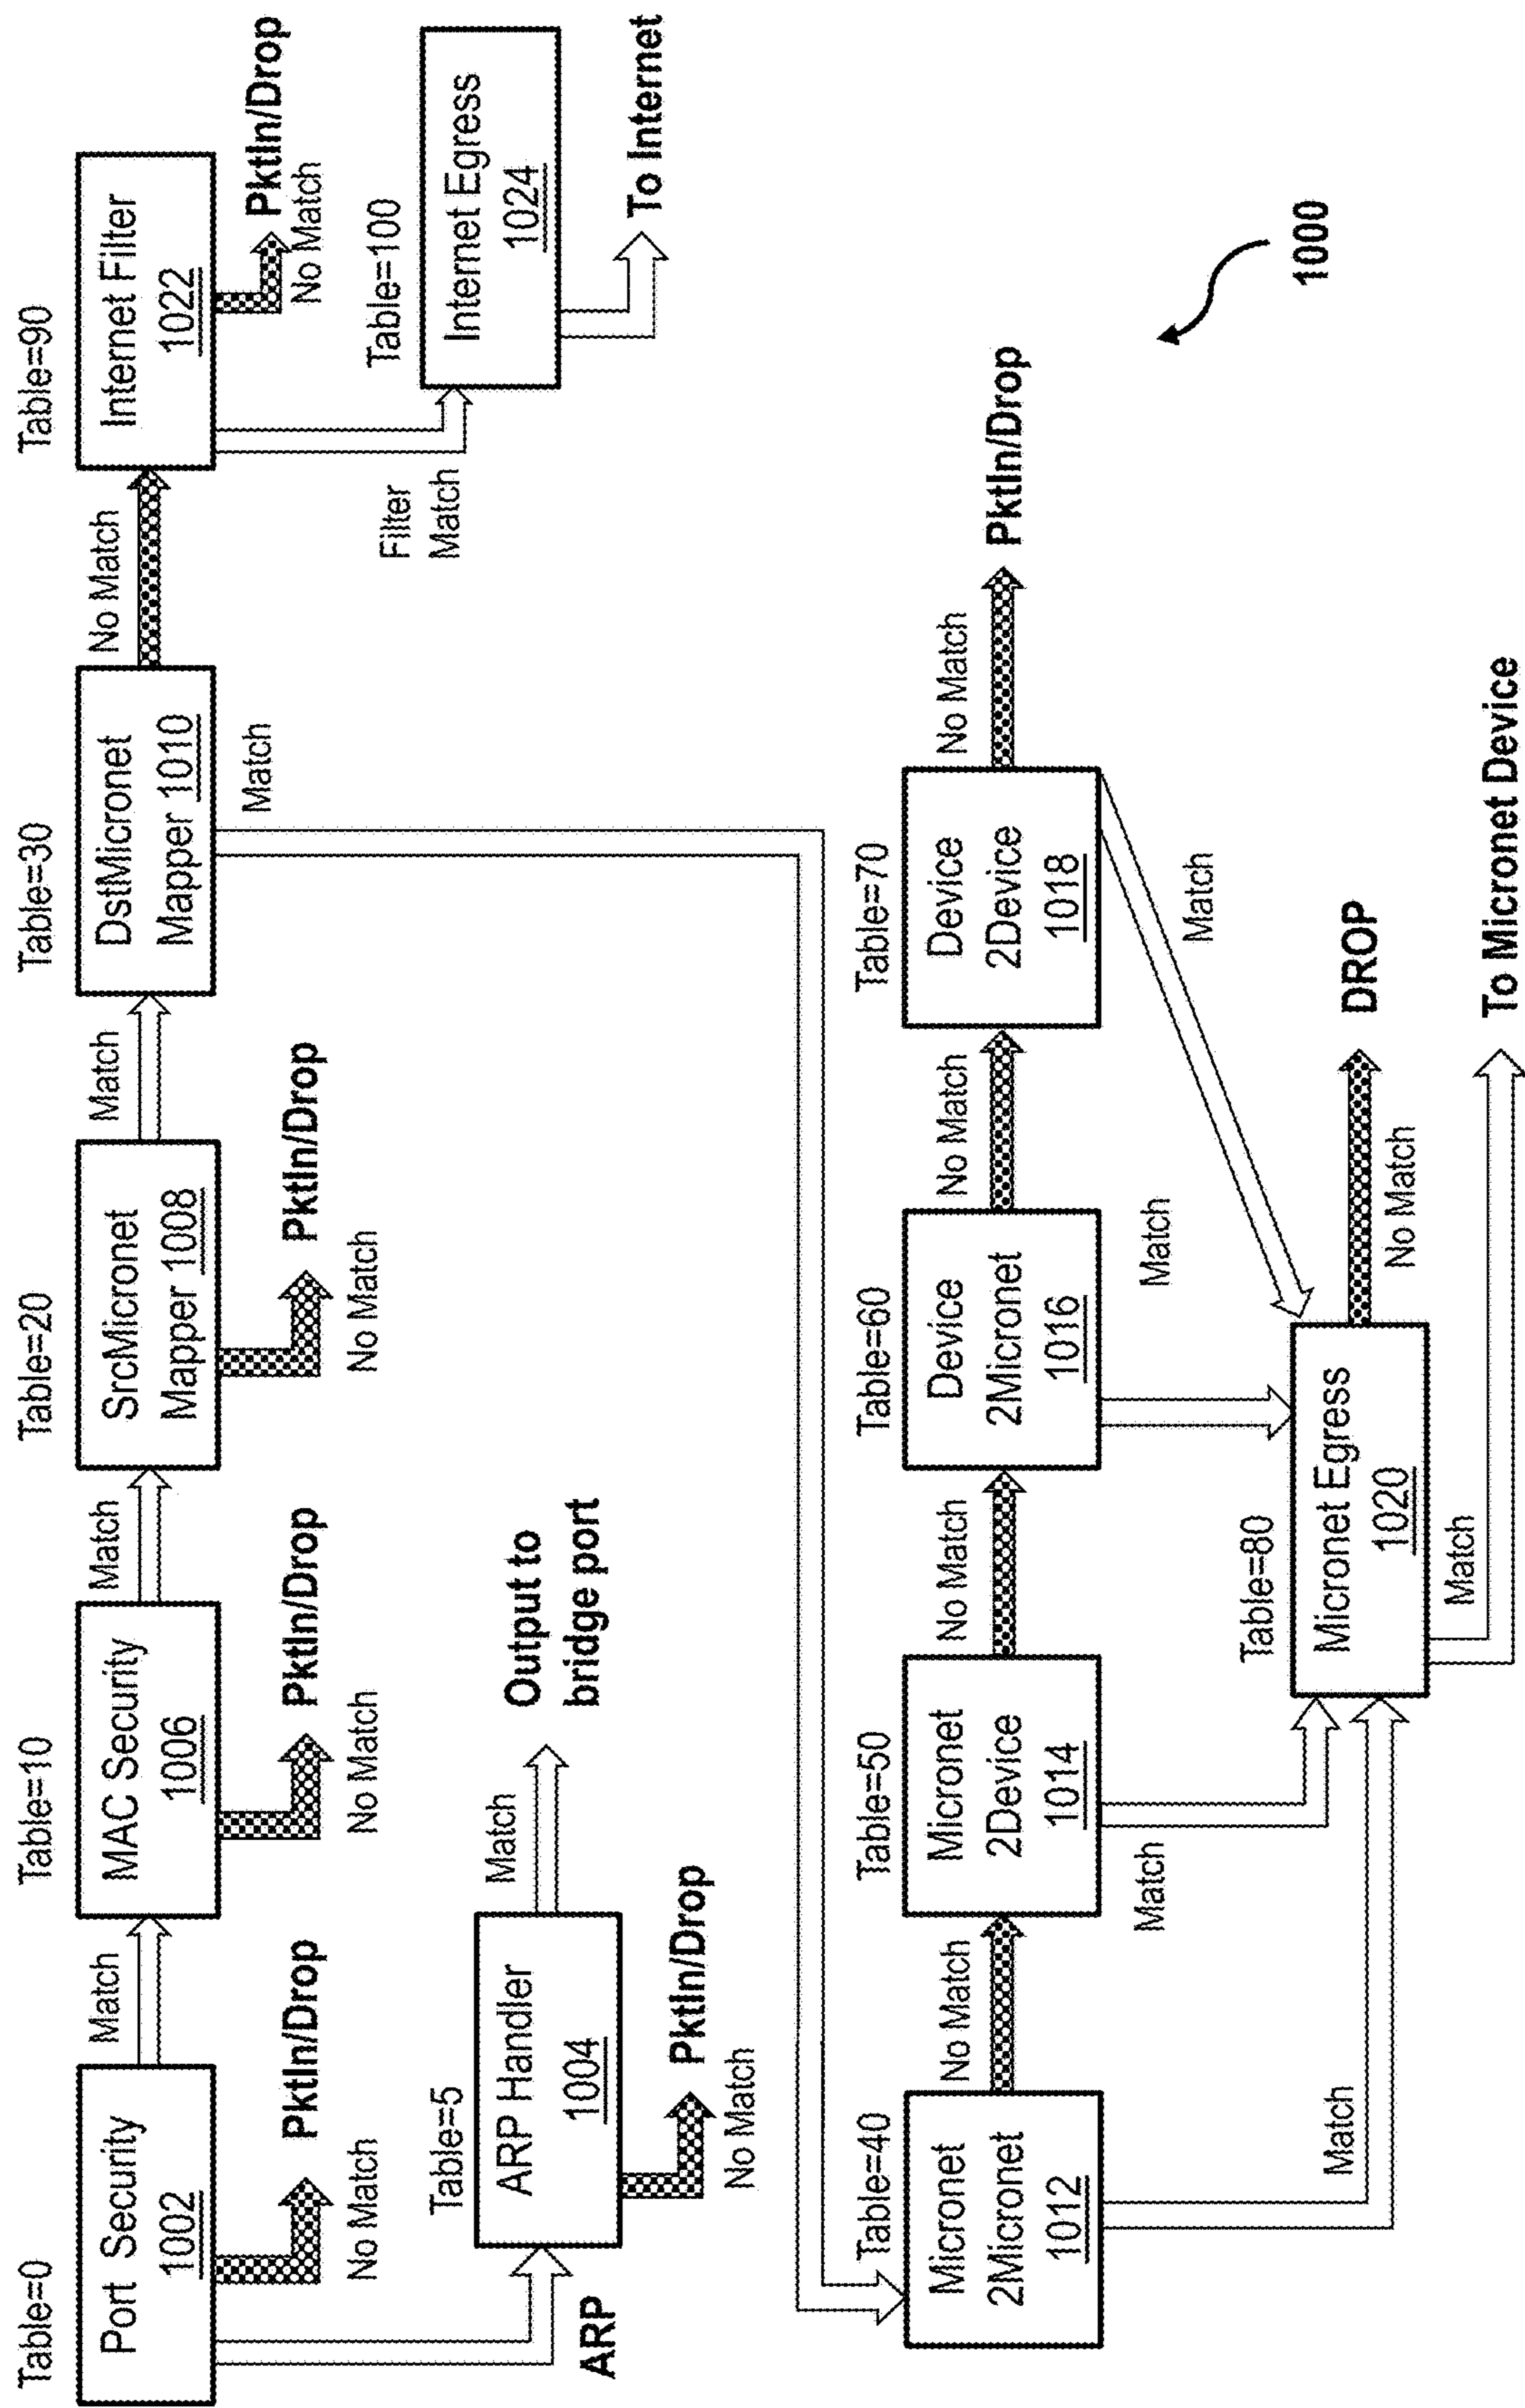 Table=0
Port Security
1002
Match
PktIn/Drop
No Match
ARP
Table=5
ARP Handler
1004
Match
Output to
bridge port
PktIn/Drop
No Match
Table=10
MAC Security
1006
Match
PktIn/Drop
No Match
Table=20
SrcMicronet
Mapper 1008
Match
PktIn/Drop
No Match
Table=30
DstMicronet
Mapper 1010
No Match
Match
Table=90
Internet Filter
1022
PktIn/Drop
No Match
Filter
Match
Table=100
Internet Egress
1024
To Internet
Table=40
Micronet
2Micronet
1012
No Match
Match
Table=50
Micronet
2Device
1014
No Match
Match
Table=60
Device
2Micronet
1016
No Match
Match
Table=70
Device
2Device
1018
No Match
PktIn/Drop
Match
Table=80
Micronet Egress
1020
DROP
No Match
Match
To Micronet Device
1000